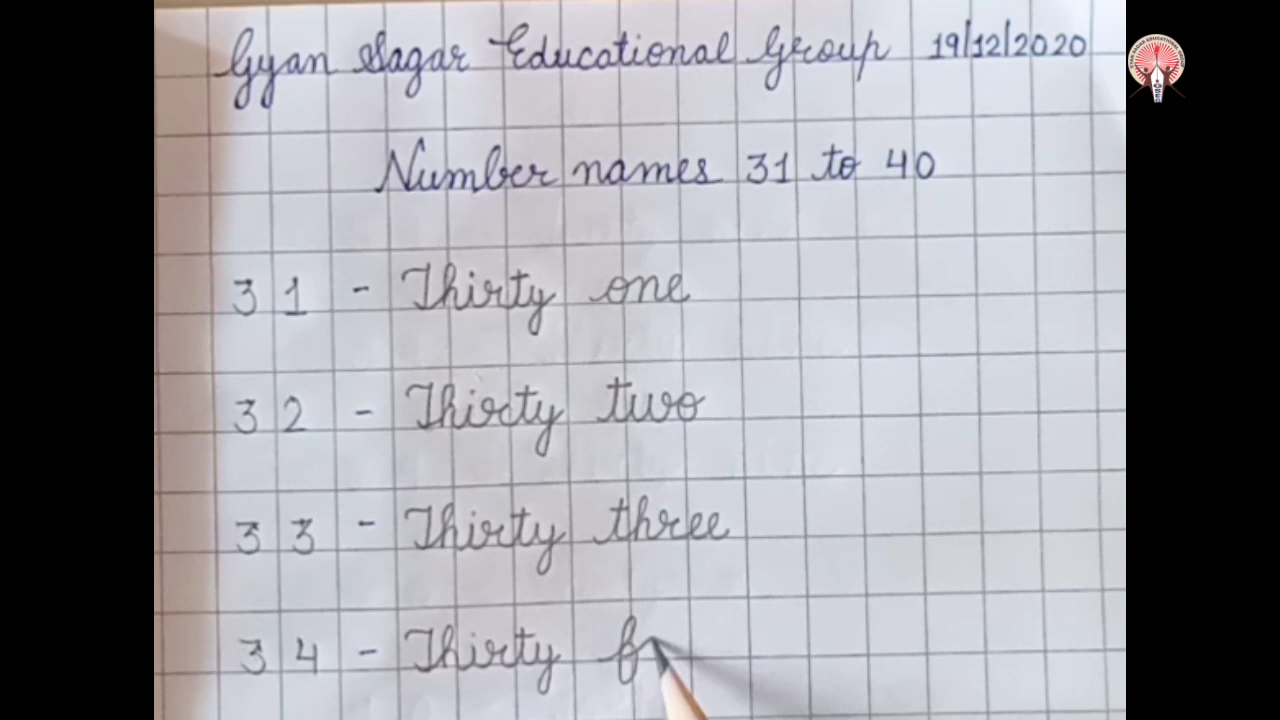 Gyan Sagar Educational Group 19/12/2020
Number names 31 to 40
31 - Thirty one
32 - Thirty two
33 - Thirty three
34 - Thirty f